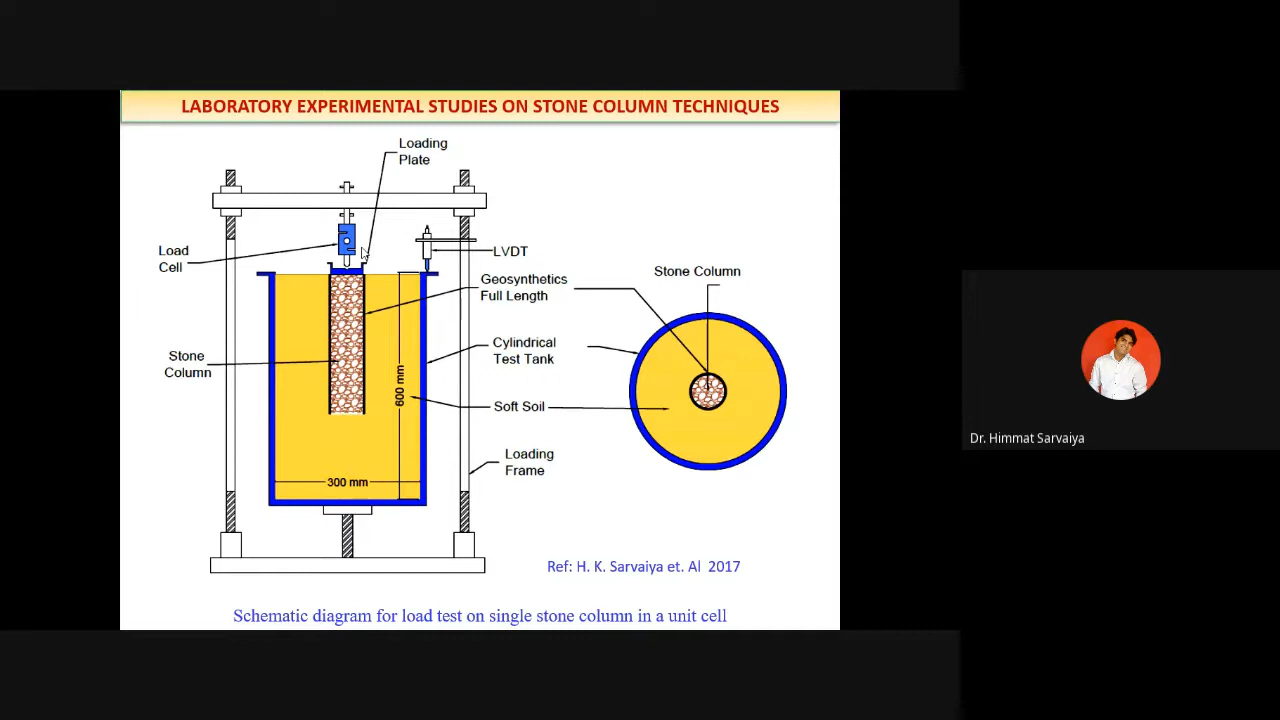 LABORATORY EXPERIMENTAL STUDIES ON STONE COLUMN TECHNIQUES
Loading
Plate
Load
Cell
LVDT
Geosynthetics
Full Length
Stone Column
Cylindrical
Test Tank
Stone
Column
600 mm
Soft Soil
Loading
Frame
300 mm
Dr. Himmat Sarvaiya
Ref: H. K. Sarvaiya et. Al 2017
Schematic diagram for load test on single stone column in a unit cell